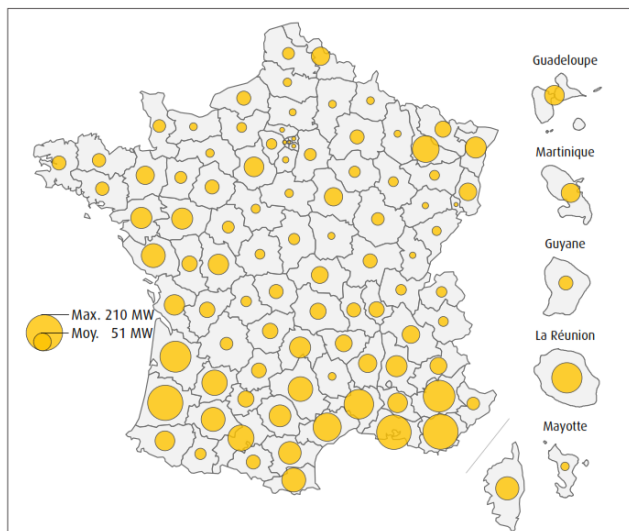 Guadeloupe
Martinique
Guyane
La Réunion
Mayotte
Max. 210 MW
Moy. 51 MW